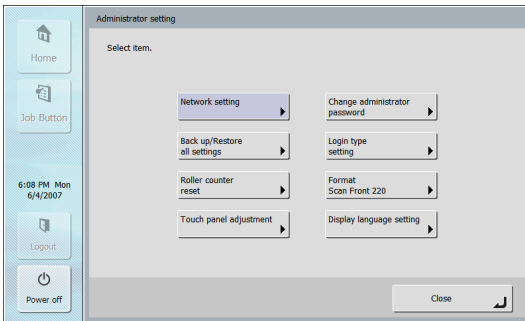 Administrator setting
Select item.
Home
Job Button
6:08 PM Mon
6/4/2007
Logout
Power off
Network setting
Change administrator
password
Back up/Restore
all settings
Login type
setting
Roller counter
reset
Format
Scan Front 220
Touch panel adjustment
Display language setting
Close